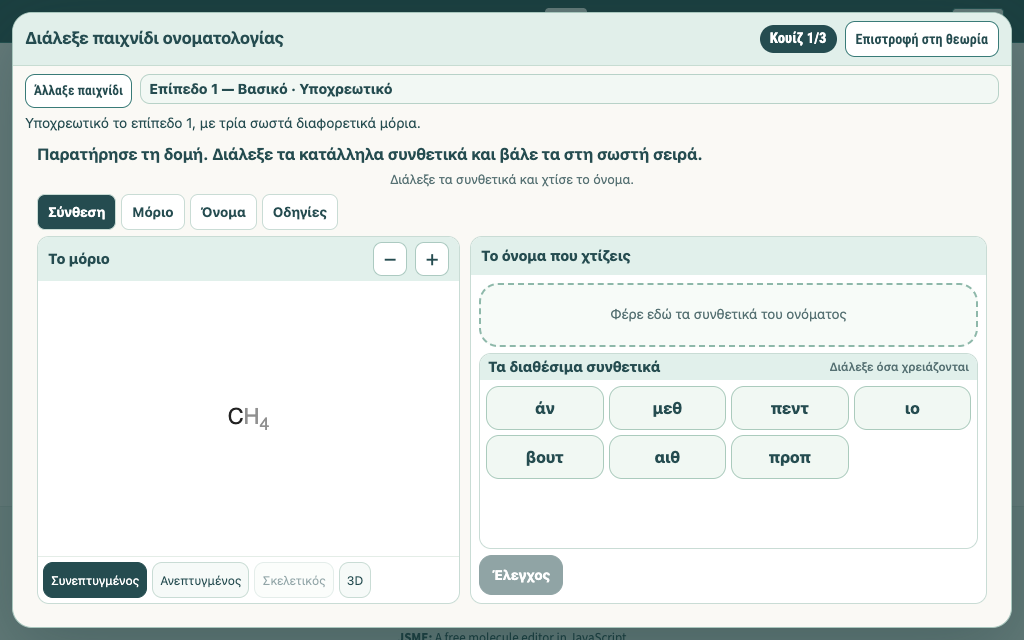 Διάλεξε παιχνίδι ονοματολογίας
Κουίζ 1/3
Επιστροφή στη θεωρία
Άλλαξε παιχνίδι
Επίπεδο 1 — Βασικό · Υποχρεωτικό
Υποχρεωτικό το επίπεδο 1, με τρία σωστά διαφορετικά μόρια.
Παρατήρησε τη δομή. Διάλεξε τα κατάλληλα συνθετικά και βάλε τα στη σωστή σειρά.
Διάλεξε τα συνθετικά και χτίσε το όνομα.
Σύνθεση
Μόριο
Όνομα
Οδηγίες
Το μόριο
−
+
CH4
Συνεπτυγμένος
Ανεπτυγμένος
Σκελετικός
3D
Το όνομα που χτίζεις
Φέρε εδώ τα συνθετικά του ονόματος
Τα διαθέσιμα συνθετικά
Διάλεξε όσα χρειάζονται
άν
μεθ
πεντ
ιο
βουτ
αιθ
προπ
Έλεγχος
JSME: A free molecule editor in JavaScript